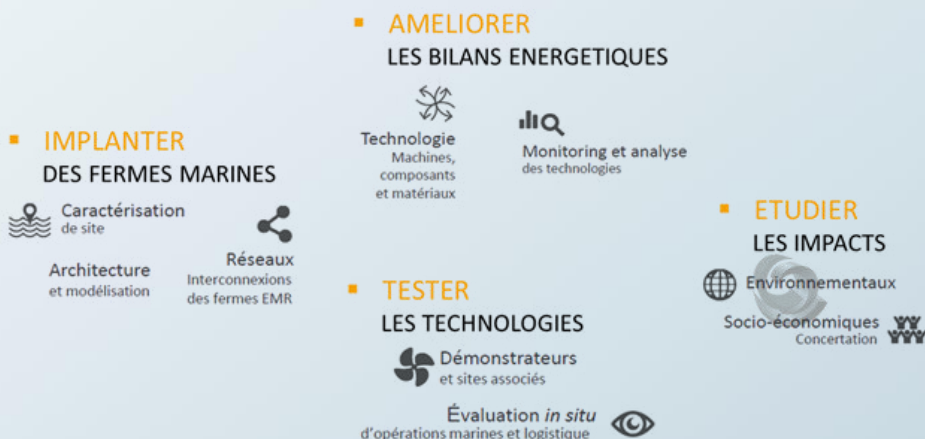 AMELIORER
LES BILANS ENERGETIQUES
Technologie
Machines,
composants
et matériaux
Monitoring et analyse
des technologies
IMPLANTER
DES FERMES MARINES
Caractérisation
de site
Architecture
et modélisation
Réseaux
Interconnexions
des fermes EMR
ETUDIER
LES IMPACTS
Environnementaux
Socio-économiques
Concertation
TESTER
LES TECHNOLOGIES
Démonstrateurs
et sites associés
Évaluation in situ
d'opérations marines et logistique